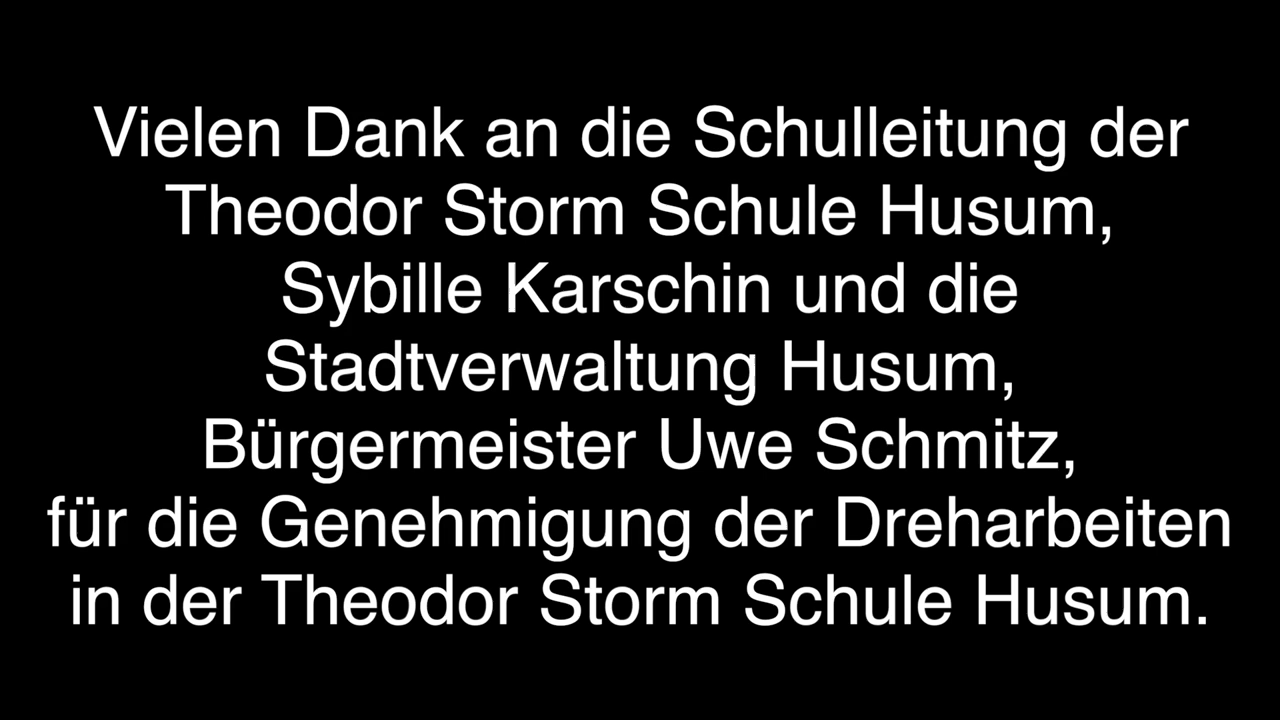 Vielen Dank an die Schulleitung der
Theodor Storm Schule Husum,
Sybille Karschin und die
Stadtverwaltung Husum,
Bürgermeister Uwe Schmitz,
für die Genehmigung der Dreharbeiten
in der Theodor Storm Schule Husum.